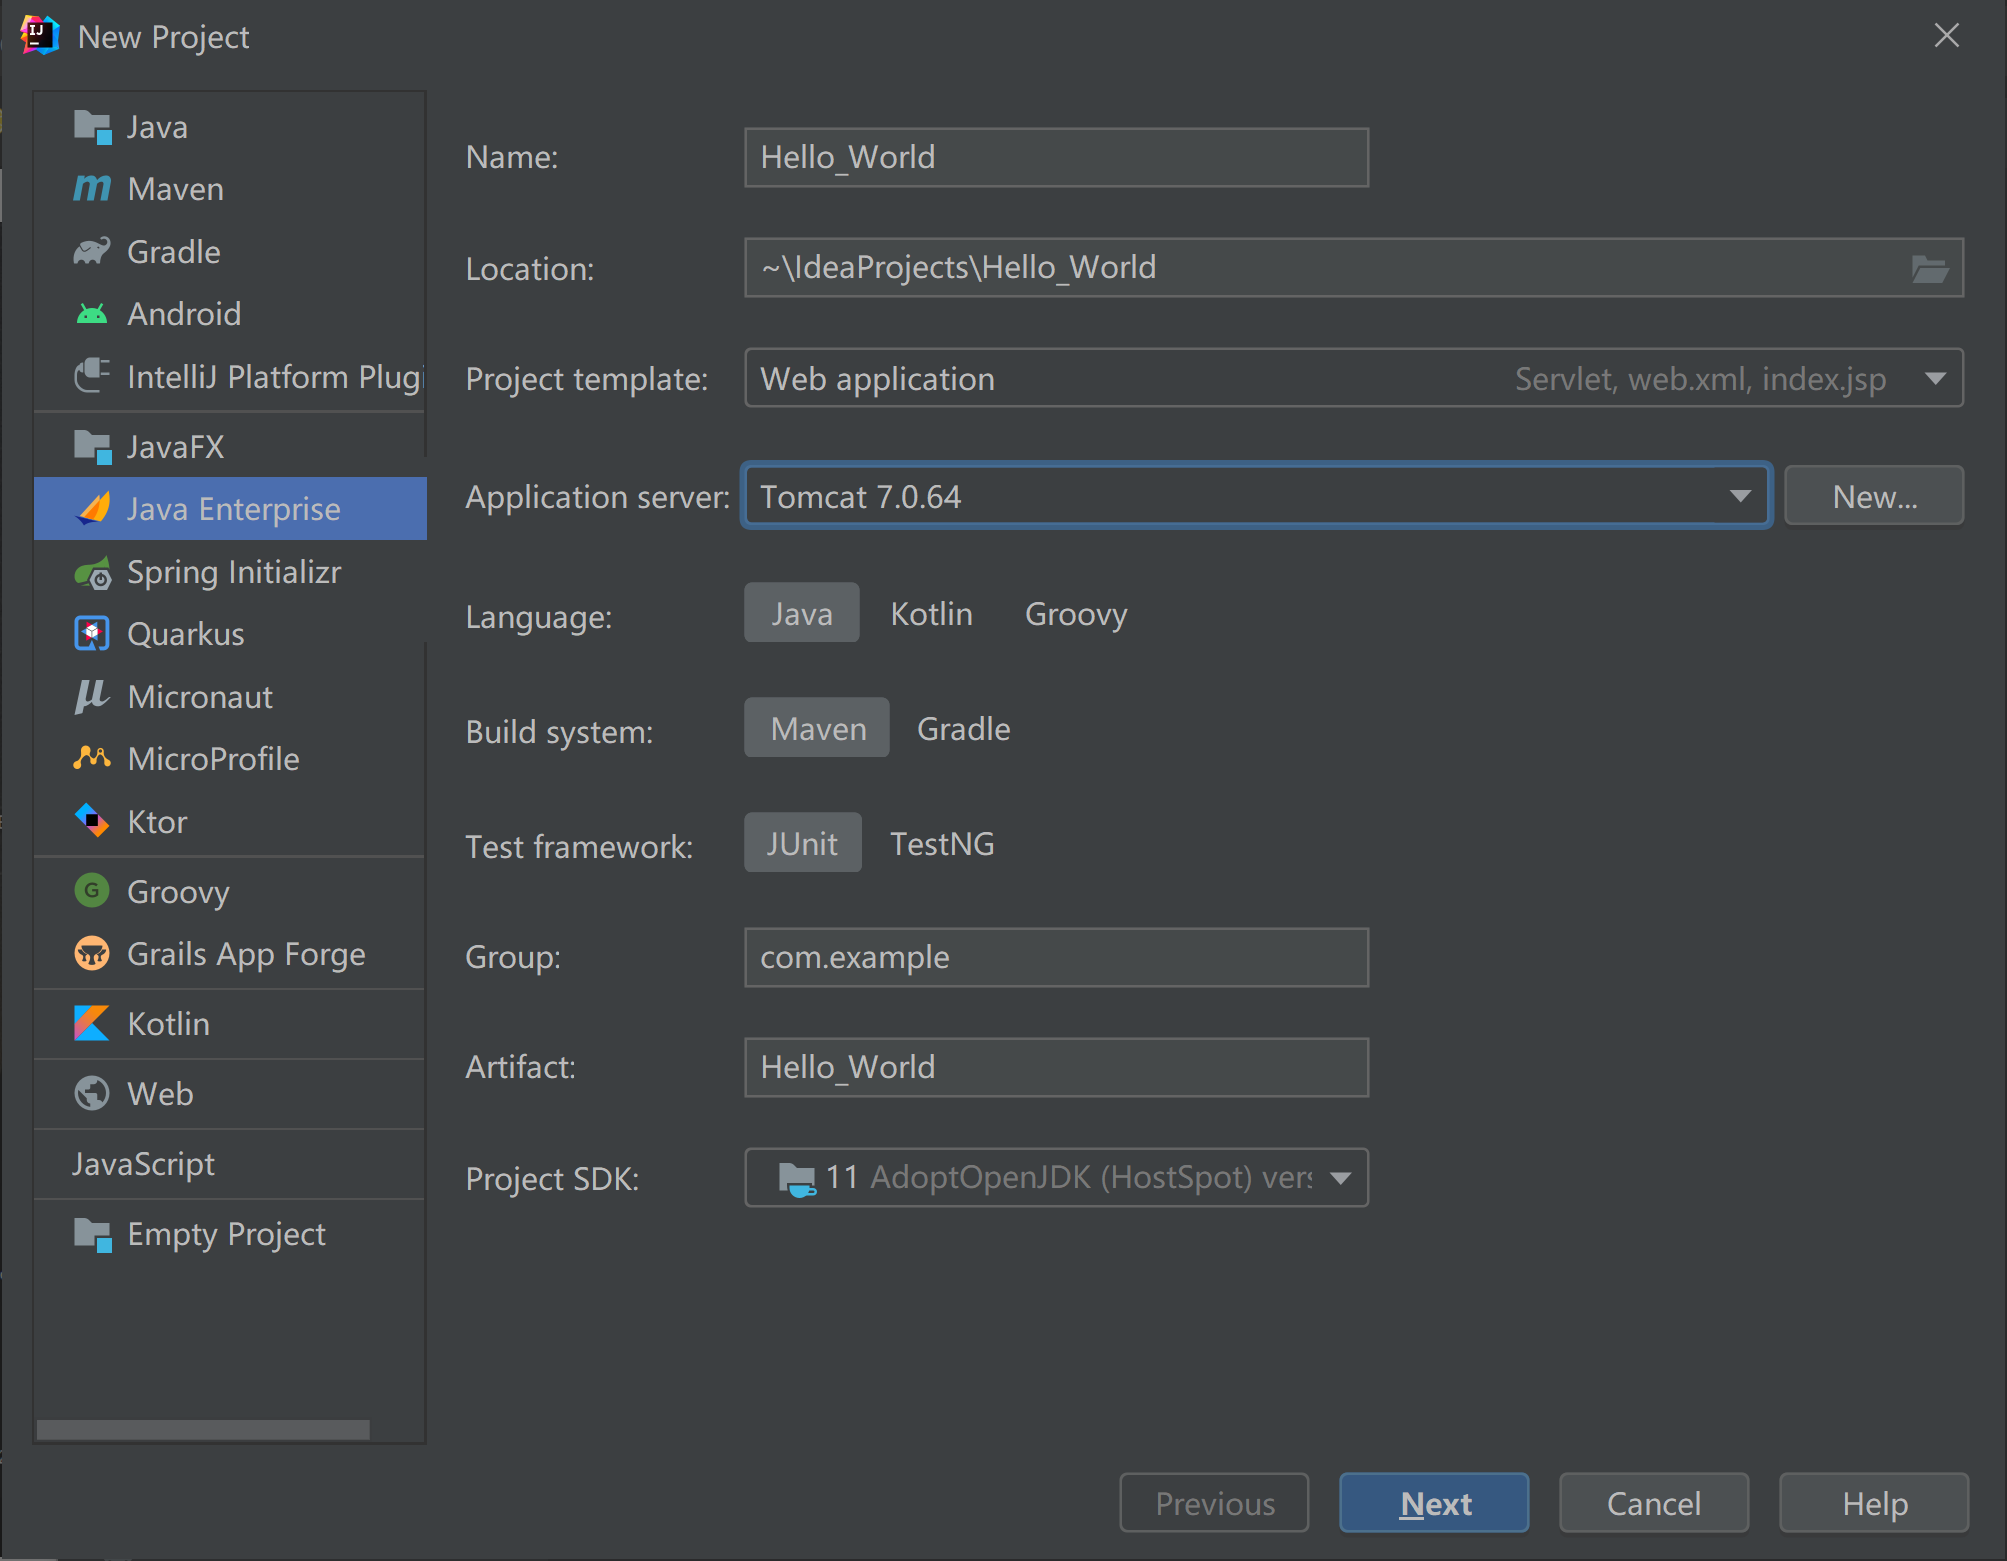 New Project
Java
Maven
Gradle
Android
IntelliJ Platform Plugi
JavaFX
Java Enterprise
Spring Initializr
Quarkus
Micronaut
MicroProfile
Ktor
Groovy
Grails App Forge
Kotlin
Web
JavaScript
Empty Project
Name: Hello_World
Location: ~\IdeaProjects\Hello_World
Project template: Web application Servlet, web.xml, index.jsp
Application server: Tomcat 7.0.64 New...
Language: Java Kotlin Groovy
Build system: Maven Gradle
Test framework: JUnit TestNG
Group: com.example
Artifact: Hello_World
Project SDK: 11 AdoptOpenJDK (HostSpot) vers
Previous Next Cancel Help